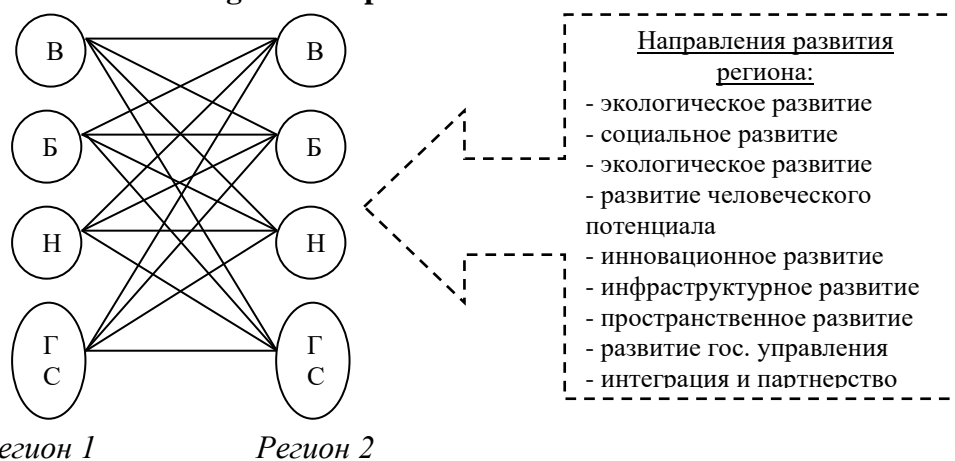 В
В
Б
Б
Н
Н
Г
С
Г
С
Регион 2
Направления развития
региона:
- экологическое развитие
- социальное развитие
- экологическое развитие
- развитие человеческого
потенциала
- инновационное развитие
- инфраструктурное развитие
- пространственное развитие
- развитие гос. управления
- интеграция и партнерство
егион 1